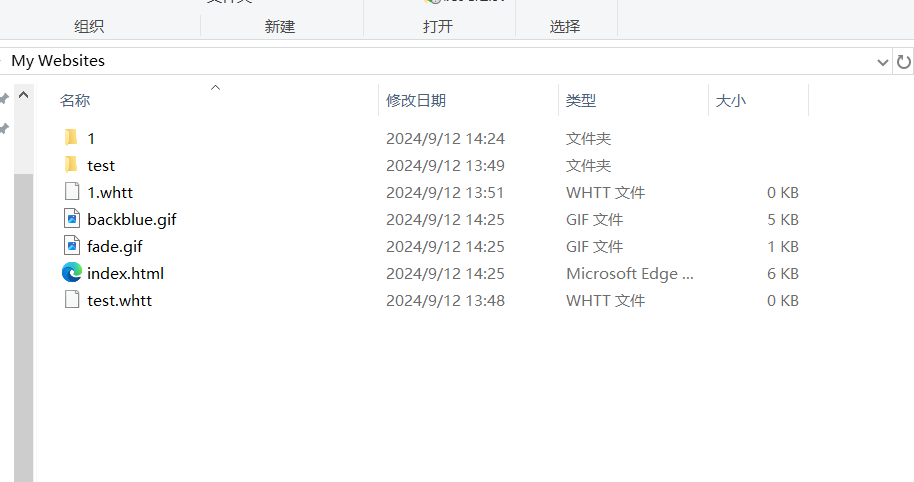 组织 新建 打开 选择
My Websites
名称 修改日期 类型 大小
1 2024/9/12 14:24 文件夹
test 2024/9/12 13:49 文件夹
1.whtt 2024/9/12 13:51 WHTT 文件 0 KB
backblue.gif 2024/9/12 14:25 GIF 文件 5 KB
fade.gif 2024/9/12 14:25 GIF 文件 1 KB
index.html 2024/9/12 14:25 Microsoft Edge ... 6 KB
test.whtt 2024/9/12 13:48 WHTT 文件 0 KB